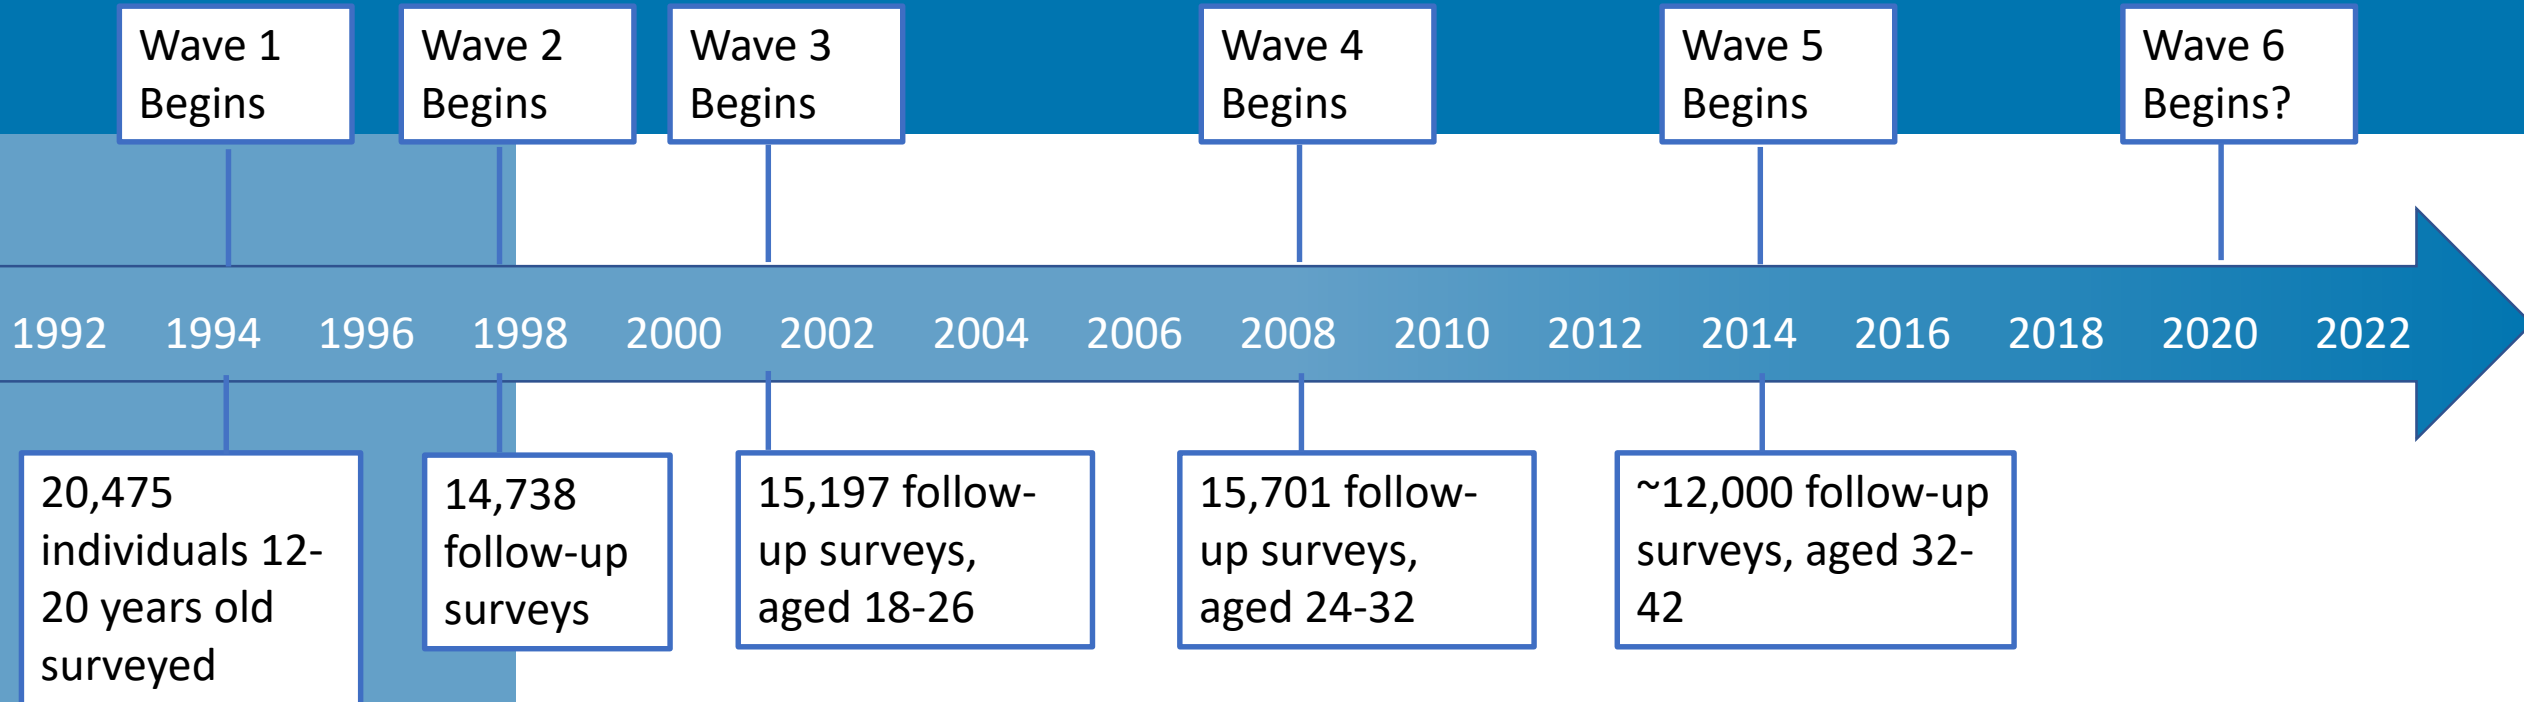 Wave 1
Begins
Wave 2
Begins
Wave 3
Begins
Wave 4
Begins
Wave 5
Begins
Wave 6
Begins?
1992 1994 1996 1998 2000 2002 2004 2006 2008 2010 2012 2014 2016 2018 2020 2022
20,475
individuals 12-
20 years old
surveyed
14,738
follow-up
surveys
15,197 follow-
up surveys,
aged 18-26
15,701 follow-
up surveys,
aged 24-32
~12,000 follow-up
surveys, aged 32-
42